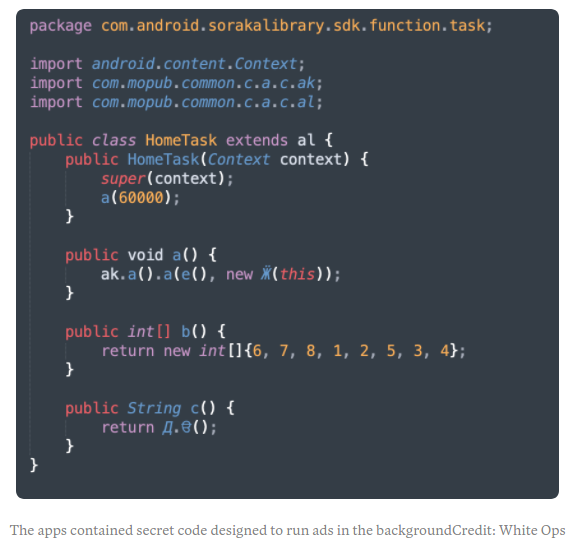 package com.android.sorakalibrary.sdk.function.task;
import android.content.Context;
import com.mopub.common.c.a.c.ak;
import com.mopub.common.c.a.c.al;
public class HomeTask extends al {
public HomeTask(Context context) {
super(context);
a(60000);
}
public void a() {
ak.a().a(e(), new Ӝ(this));
}
public int[] b() {
return new int[]{6, 7, 8, 1, 2, 5, 3, 4};
}
public String c() {
return Д.();
}
}
The apps contained secret code designed to run ads in the backgroundCredit: White Ops